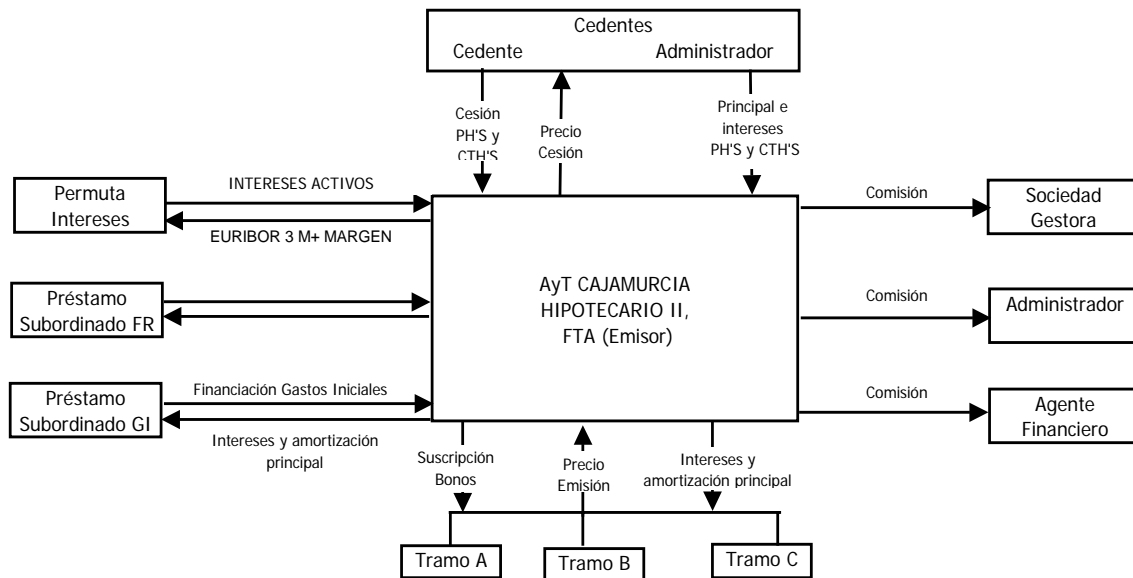 Cedentes
Cedente
Administrador
Cesión
PH'S y
CTH'S
Precio
Cesión
Principal e
intereses
PH'S y CTH'S
Permuta
Intereses
INTERESES ACTIVOS
EURIBOR 3 M+ MARGEN
Préstamo
Subordinado FR
Préstamo
Subordinado GI
Financiación Gastos Iniciales
Intereses y amortización
principal
AyT CAJAMURCIA
HIPOTECARIO II,
FTA (Emisor)
Comisión
Sociedad
Gestora
Comisión
Administrador
Comisión
Agente
Financiero
Suscripción
Bonos
Precio
Emisión
Intereses y
amortización principal
Tramo A
Tramo B
Tramo C